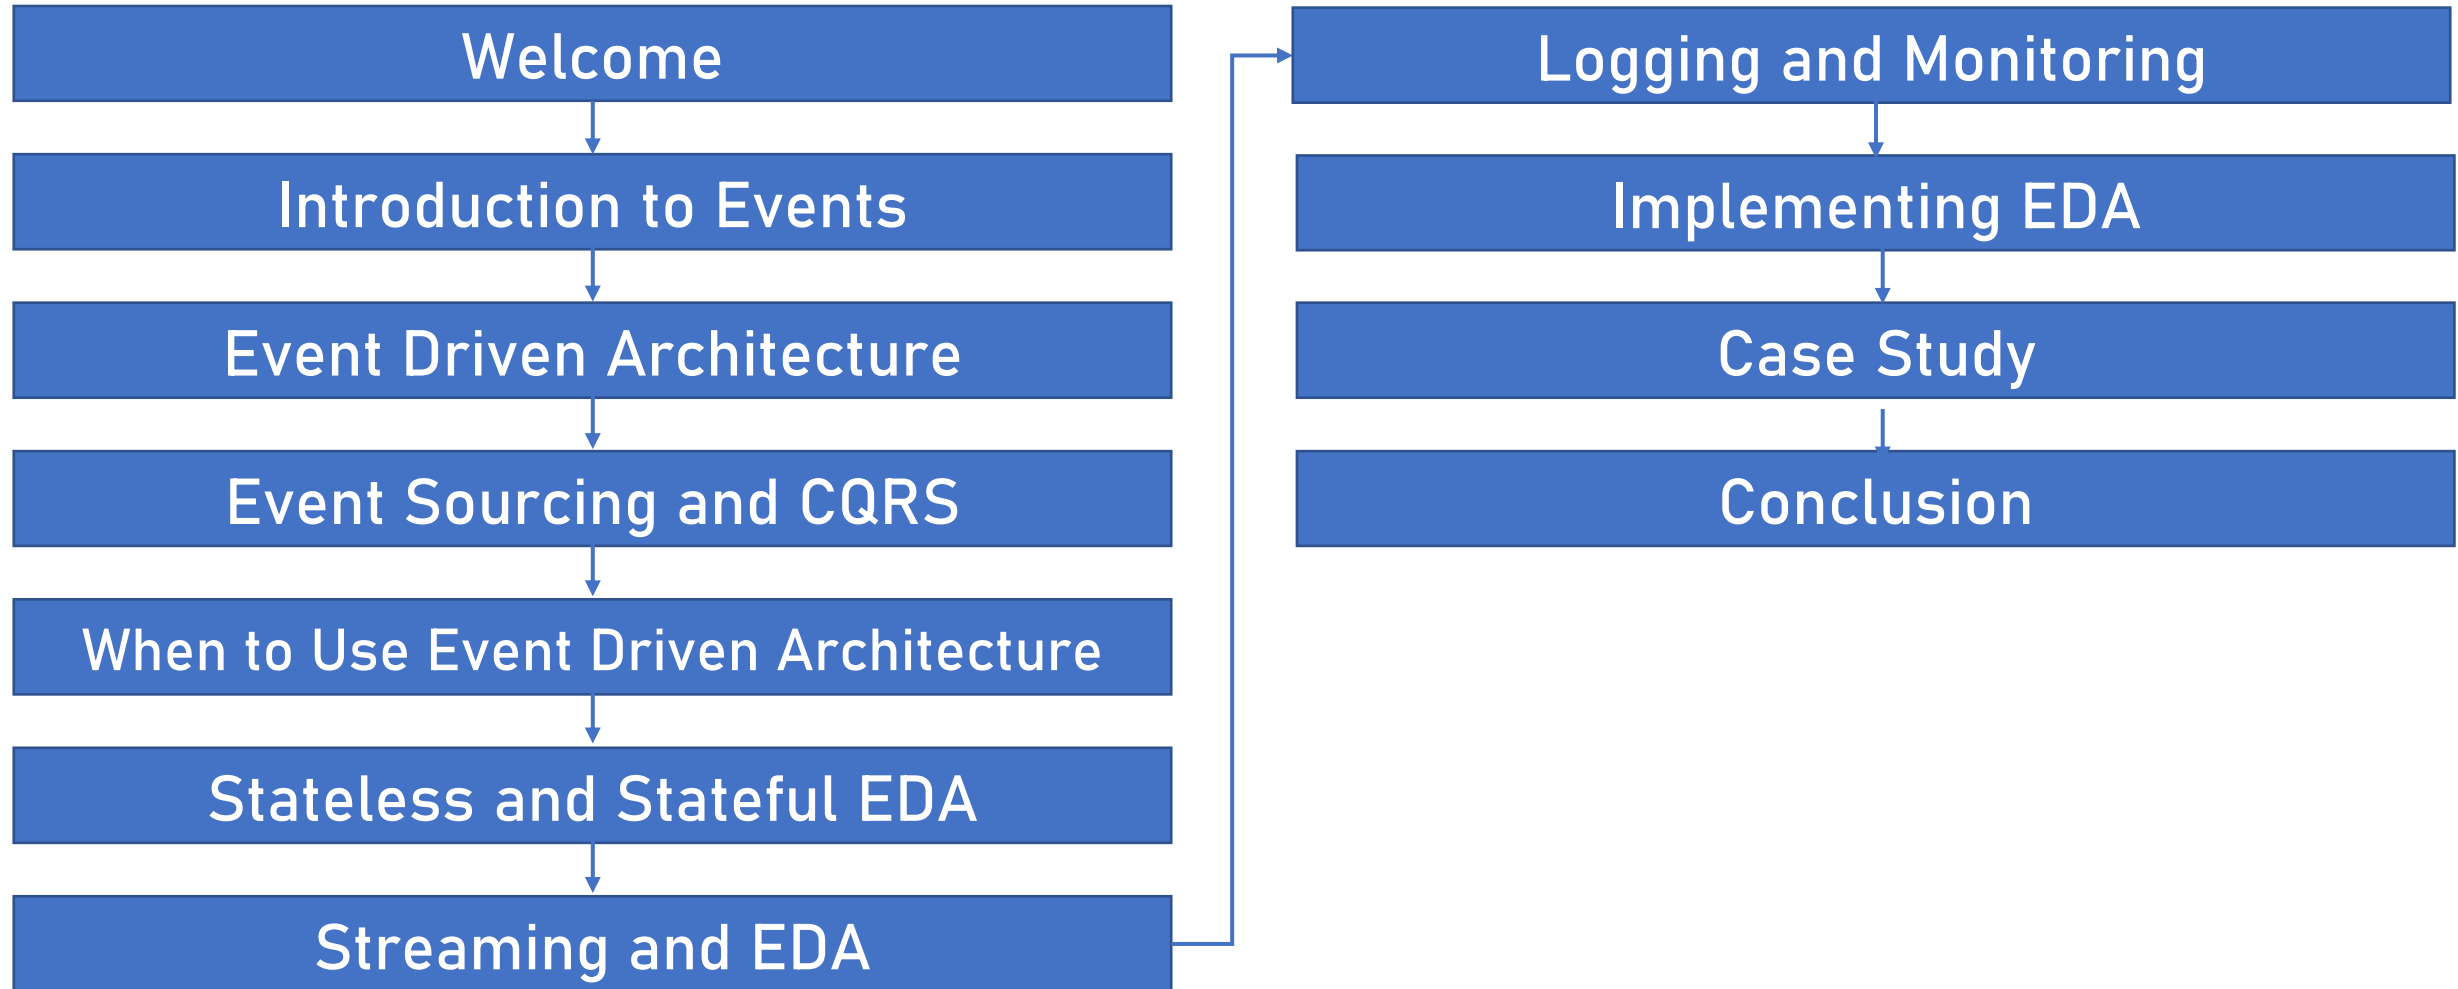 Welcome
Introduction to Events
Event Driven Architecture
Event Sourcing and CQRS
When to Use Event Driven Architecture
Stateless and Stateful EDA
Streaming and EDA
Logging and Monitoring
Implementing EDA
Case Study
Conclusion